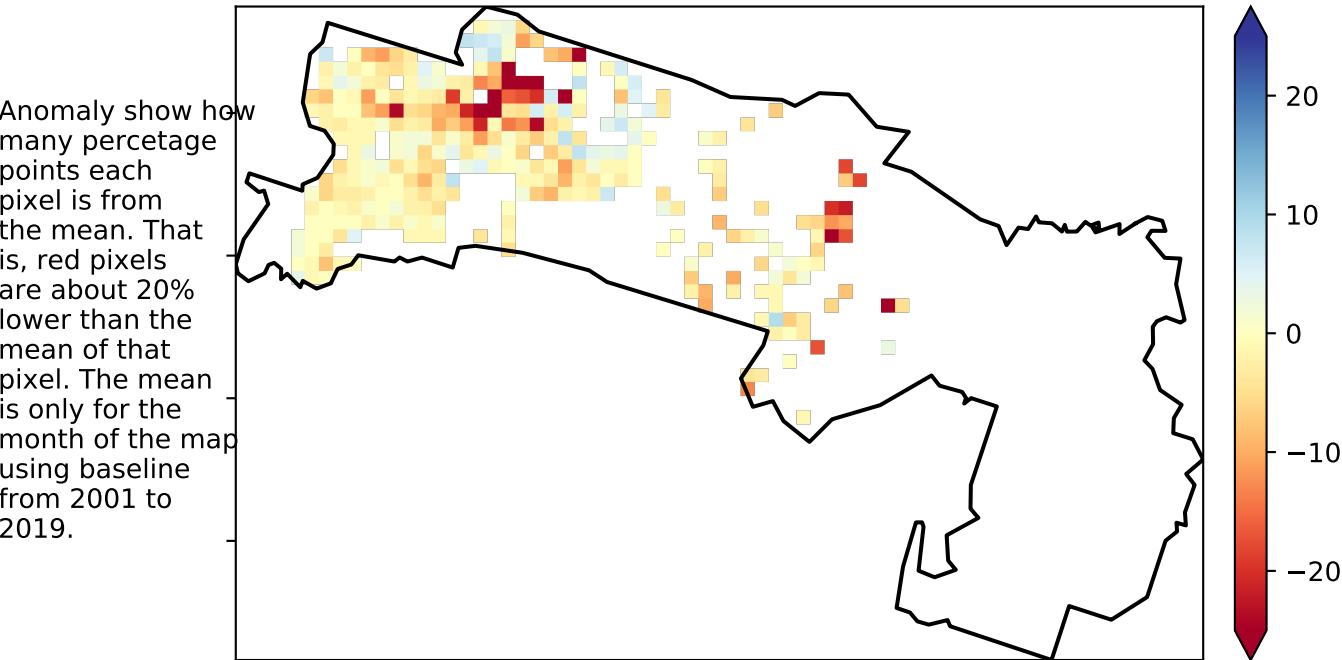 Anomaly show how
many percetage
points each
pixel is from
the mean. That
is, red pixels
are about 20%
lower than the
mean of that
pixel. The mean
is only for the
month of the map
using baseline
from 2001 to
2019.
20
10
0
−10
−20